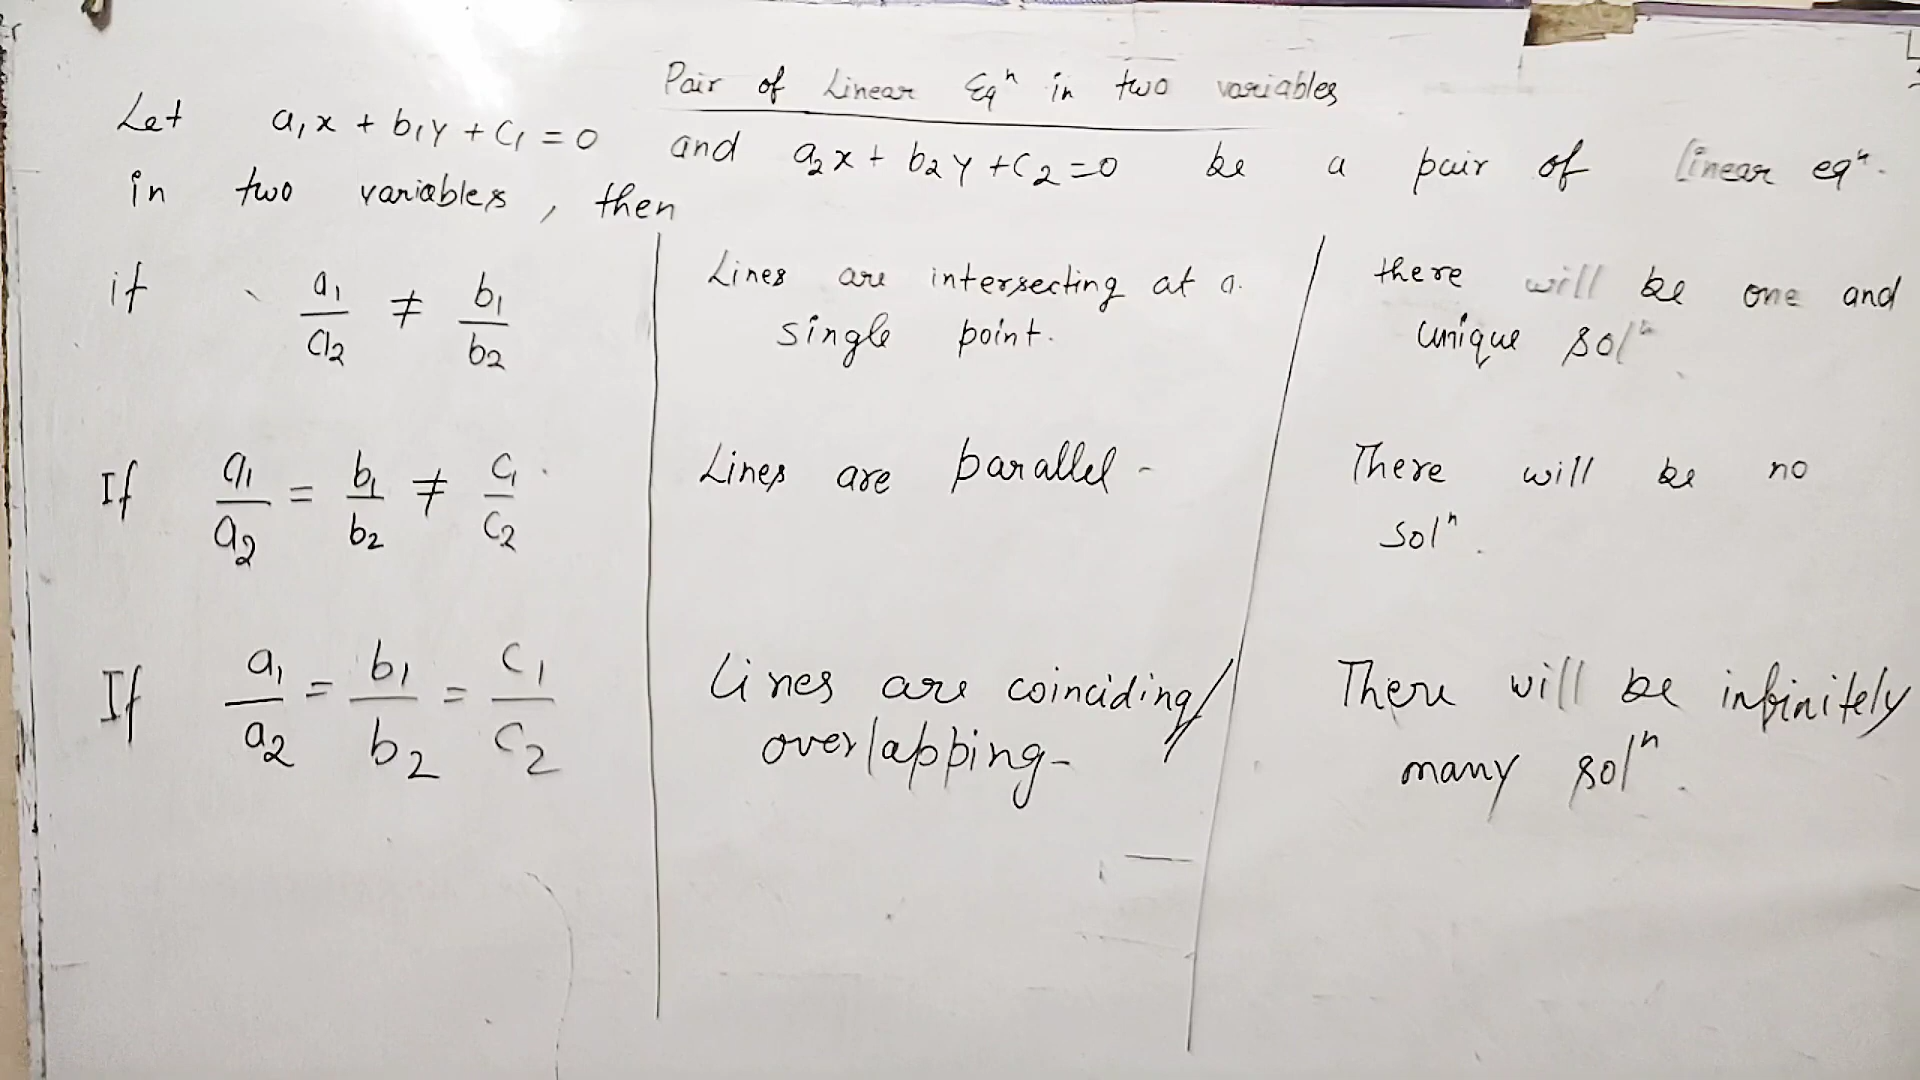 Pair of Linear Eqⁿ in two variables
Let a₁x + b₁y + c₁ = 0 and a₂x + b₂y + c₂ = 0 be a pair of linear eqⁿ.
in two variables, then
if a₁/a₂ ≠ b₁/b₂
Lines are intersecting at a
single point.
there will be one and
unique solⁿ.
If a₁/a₂ = b₁/b₂ ≠ c₁/c₂
Lines are parallel -
There will be no
solⁿ.
If a₁/a₂ = b₁/b₂ = c₁/c₂
Lines are coinciding/
overlapping -
There will be infinitely
many solⁿ.